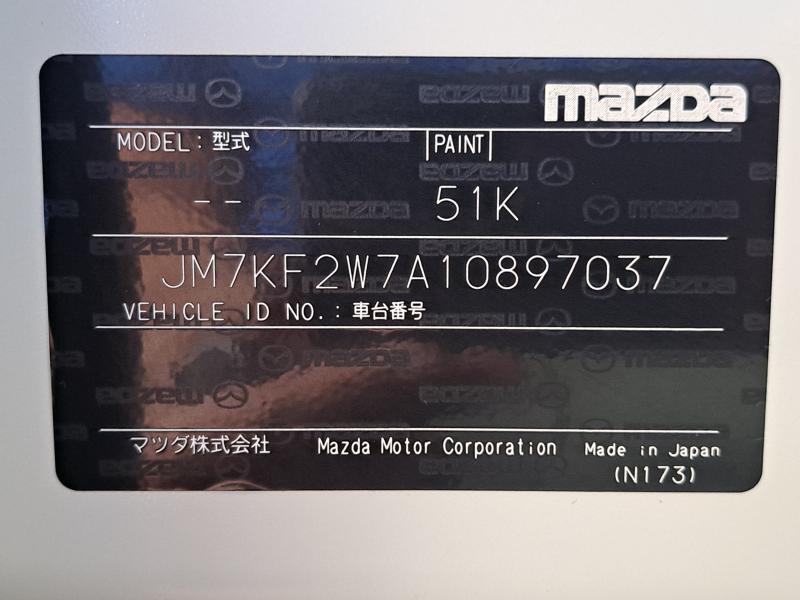 mazda
MODEL : 型式 PAINT
-- 51K
JM7KF2W7A10897037
VEHICLE ID NO. : 車台番号
マツダ株式会社 Mazda Motor Corporation Made in Japan
(N173)